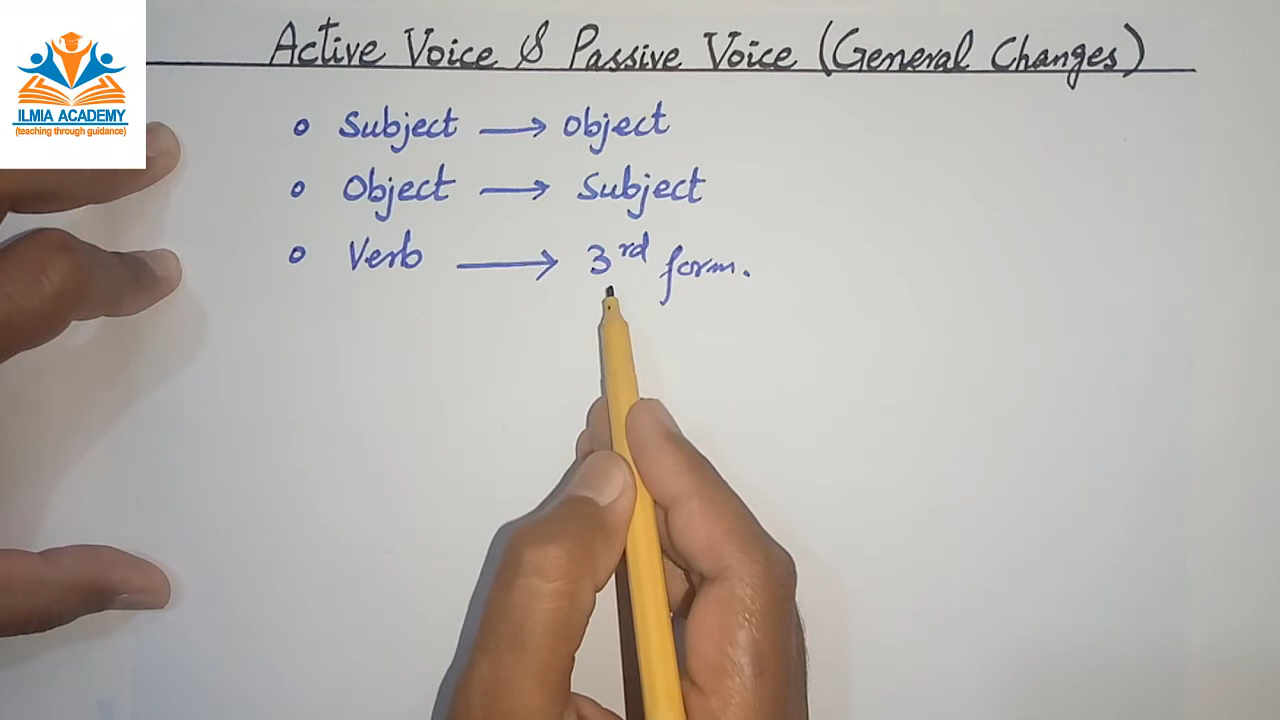 Active Voice & Passive Voice (General Changes)
ILMIA ACADEMY
(teaching through guidance)
o Subject → Object
o Object → Subject
o Verb → 3rd form.